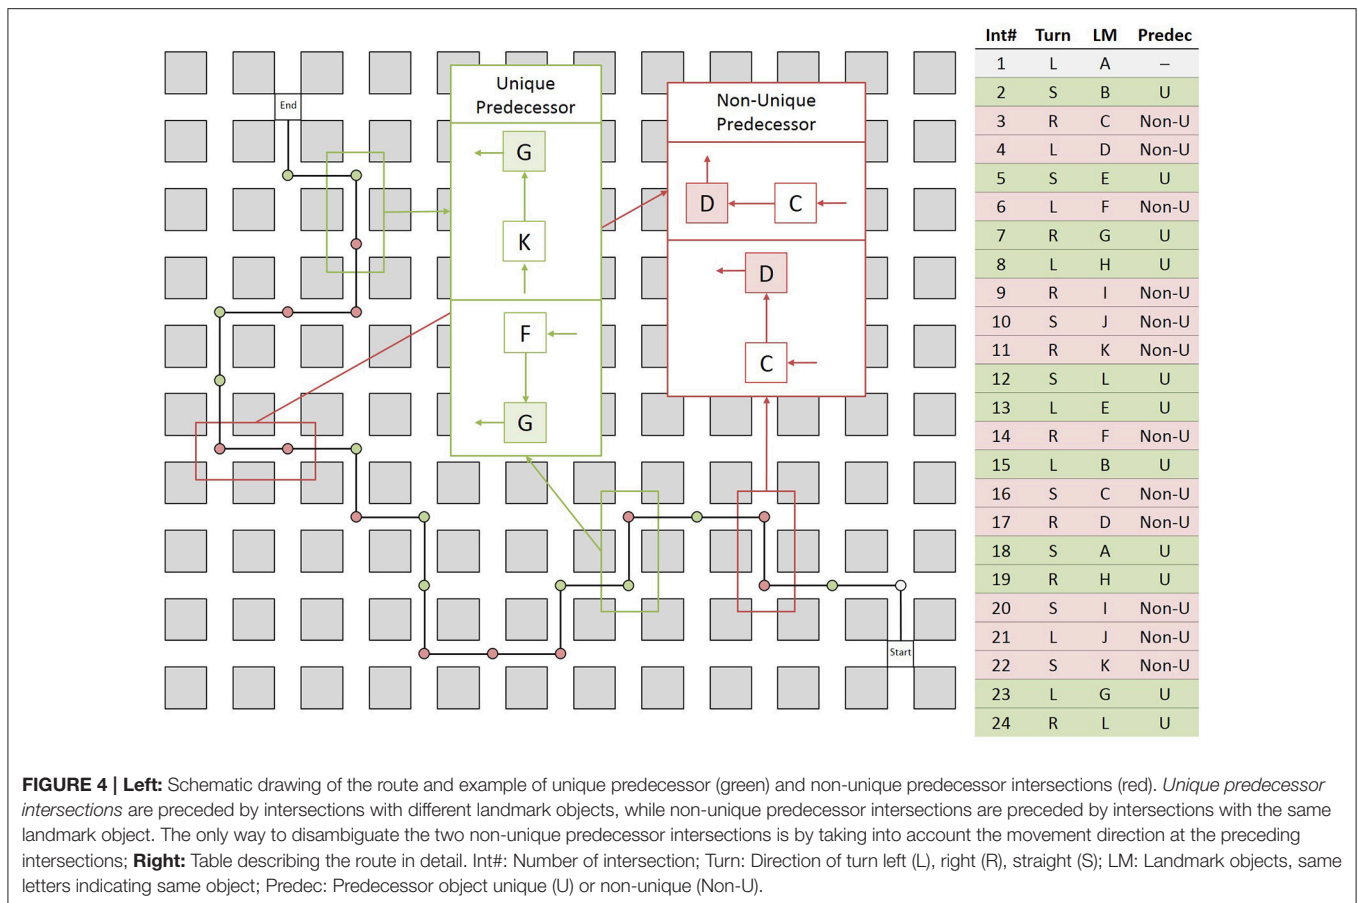 End
Unique
Predecessor
G
K
F
G
Non-Unique
Predecessor
D C
D
C
Start
Int# Turn LM Predec
1 L A –
2 S B U
3 R C Non-U
4 L D Non-U
5 S E U
6 L F Non-U
7 R G U
8 L H U
9 R I Non-U
10 S J Non-U
11 R K Non-U
12 S L U
13 L E U
14 R F Non-U
15 L B U
16 S C Non-U
17 R D Non-U
18 S A U
19 R H U
20 S I Non-U
21 L J Non-U
22 S K Non-U
23 L G U
24 R L U
FIGURE 4 | Left: Schematic drawing of the route and example of unique predecessor (green) and non-unique predecessor intersections (red). Unique predecessor
intersections are preceded by intersections with different landmark objects, while non-unique predecessor intersections are preceded by intersections with the same
landmark object. The only way to disambiguate the two non-unique predecessor intersections is by taking into account the movement direction at the preceding
intersections; Right: Table describing the route in detail. Int#: Number of intersection; Turn: Direction of turn left (L), right (R), straight (S); LM: Landmark objects, same
letters indicating same object; Predec: Predecessor object unique (U) or non-unique (Non-U).